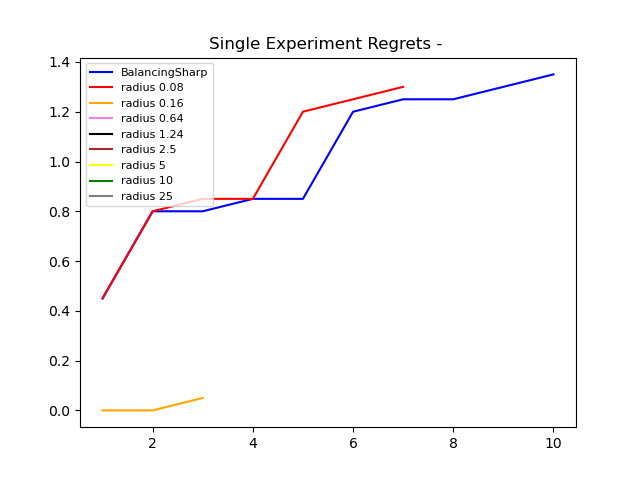 Single Experiment Regrets -
1.4
1.2
1.0
0.8
0.6
0.4
0.2
0.0
BalancingSharp
radius 0.08
radius 0.16
radius 0.64
radius 1.24
radius 2.5
radius 5
radius 10
radius 25
2 4 6 8 10